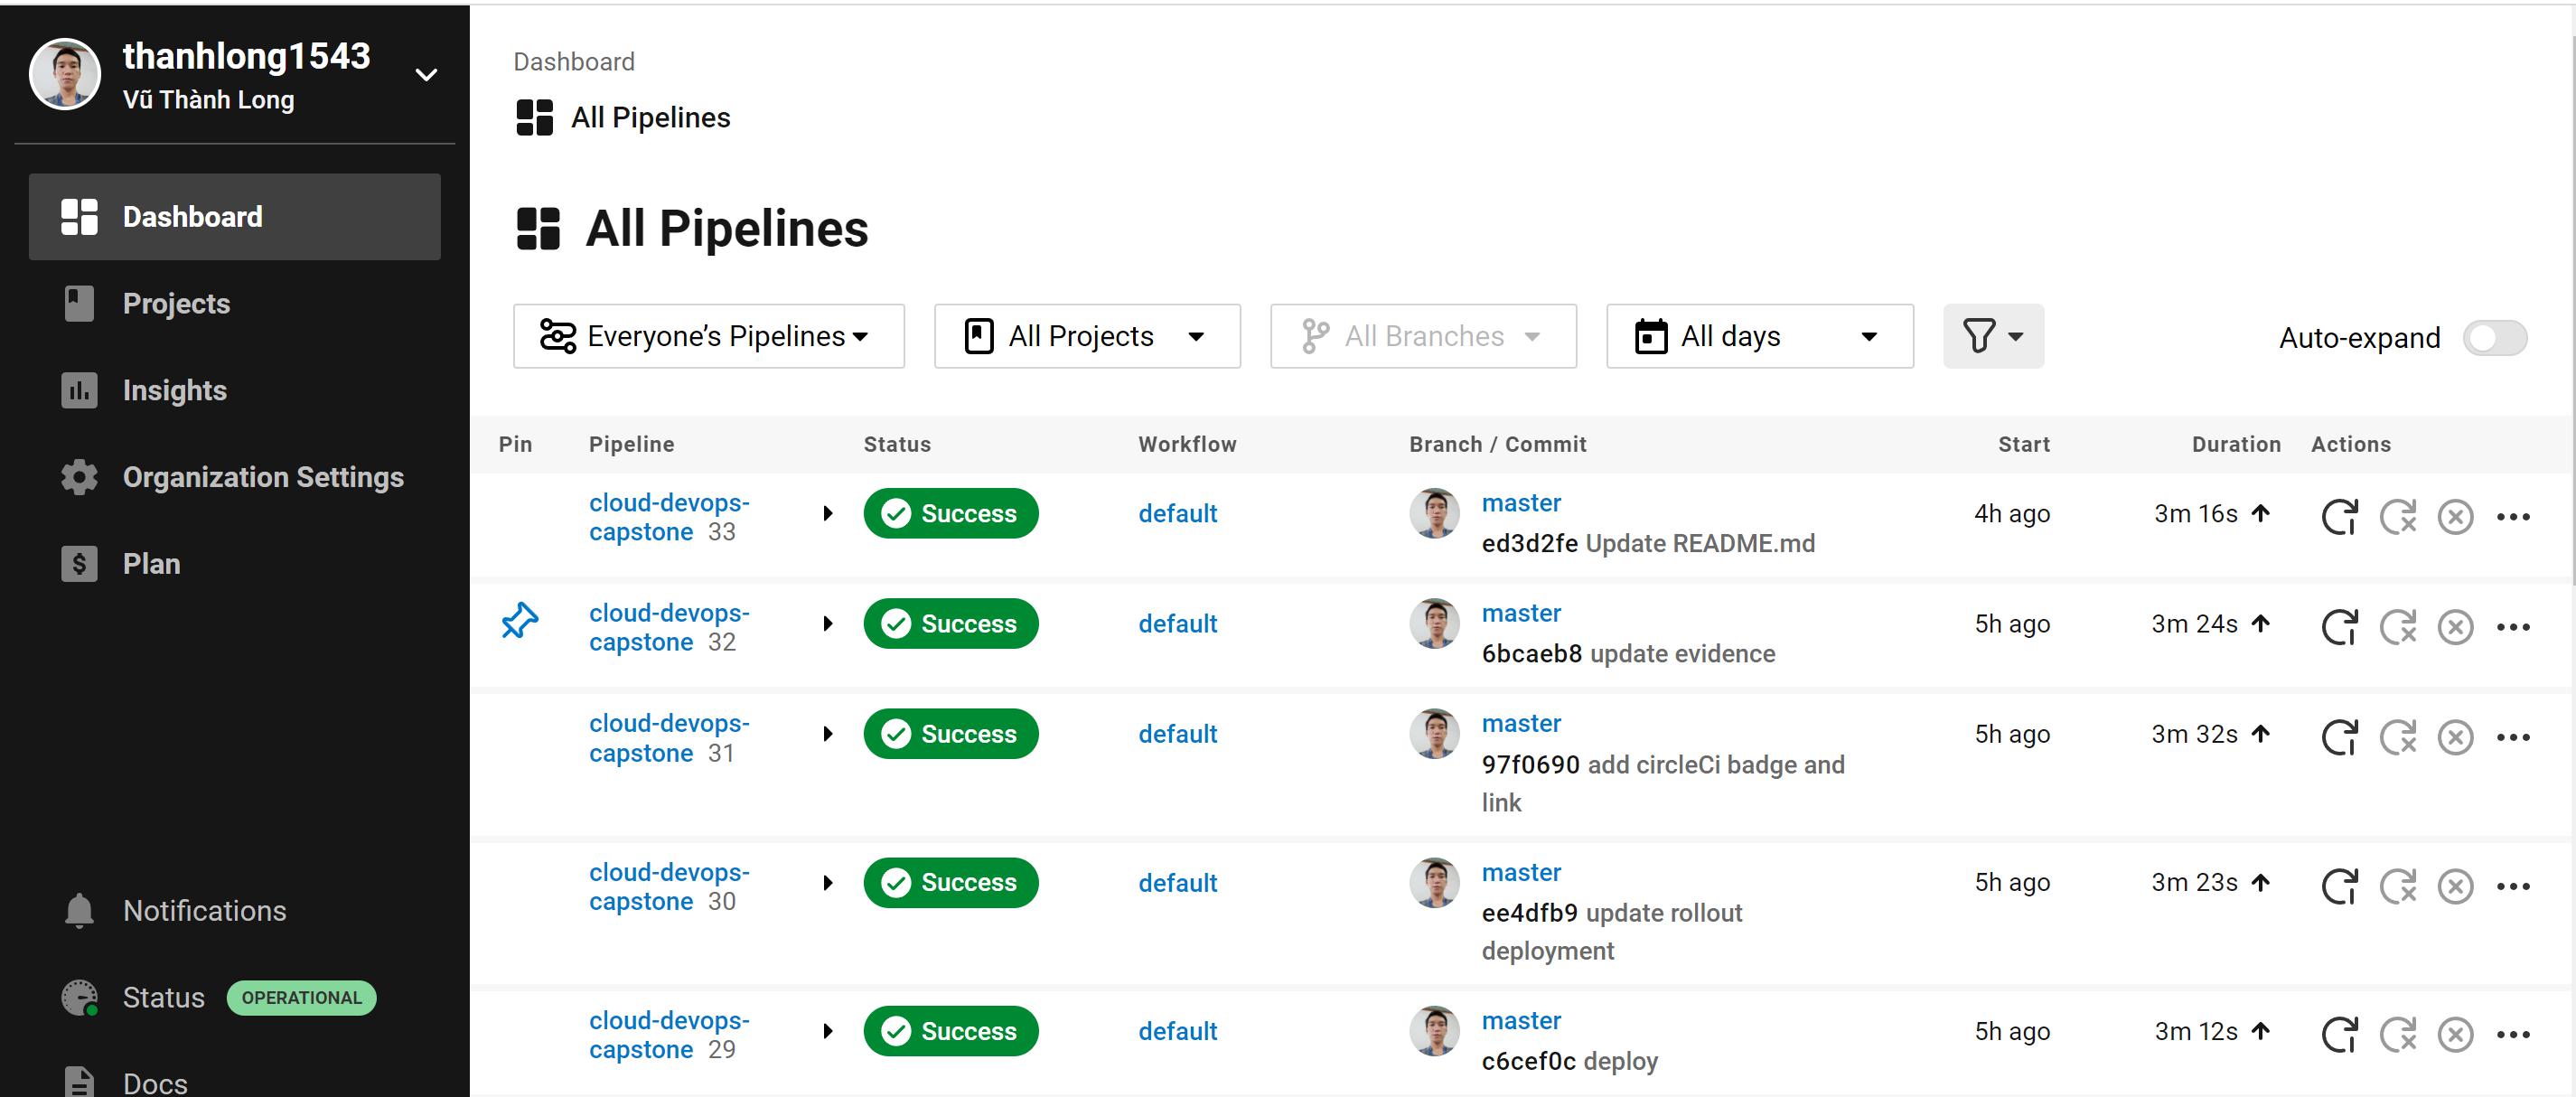 thanhlong1543
Vũ Thành Long
Dashboard
Projects
Insights
Organization Settings
Plan
Notifications
Status OPERATIONAL
Docs
Dashboard
All Pipelines
All Pipelines
Everyone’s Pipelines
All Projects
All Branches
All days
Auto-expand
Pin Pipeline Status Workflow Branch / Commit Start Duration Actions
cloud-devops-
capstone 33
Success
default
master
ed3d2fe Update README.md
4h ago
3m 16s
cloud-devops-
capstone 32
Success
default
master
6bcaeb8 update evidence
5h ago
3m 24s
cloud-devops-
capstone 31
Success
default
master
97f0690 add circleCi badge and
link
5h ago
3m 32s
cloud-devops-
capstone 30
Success
default
master
ee4dfb9 update rollout
deployment
5h ago
3m 23s
cloud-devops-
capstone 29
Success
default
master
c6cef0c deploy
5h ago
3m 12s